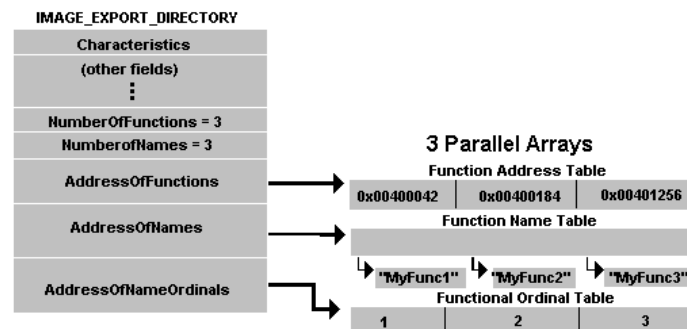 IMAGE_EXPORT_DIRECTORY
Characteristics
(other fields)
NumberOfFunctions = 3
NumberofNames = 3
AddressOfFunctions
AddressOfNames
AddressOfNameOrdinals
3 Parallel Arrays
Function Address Table
0x00400042 0x00400184 0x00401256
Function Name Table
"MyFunc1" "MyFunc2" "MyFunc3"
Functional Ordinal Table
1 2 3